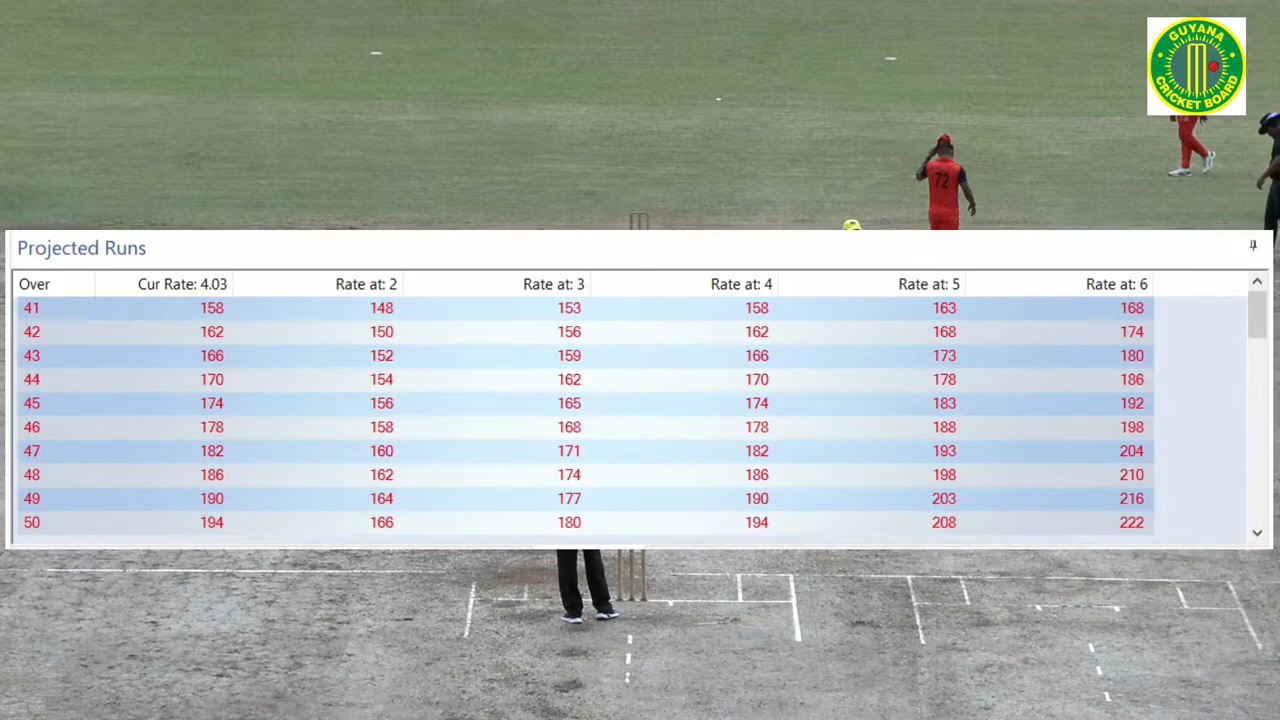 GUYANA
CRICKET BOARD
72
Projected Runs
Over Cur Rate: 4.03 Rate at: 2 Rate at: 3 Rate at: 4 Rate at: 5 Rate at: 6
41 158 148 153 158 163 168
42 162 150 156 162 168 174
43 166 152 159 166 173 180
44 170 154 162 170 178 186
45 174 156 165 174 183 192
46 178 158 168 178 188 198
47 182 160 171 182 193 204
48 186 162 174 186 198 210
49 190 164 177 190 203 216
50 194 166 180 194 208 222